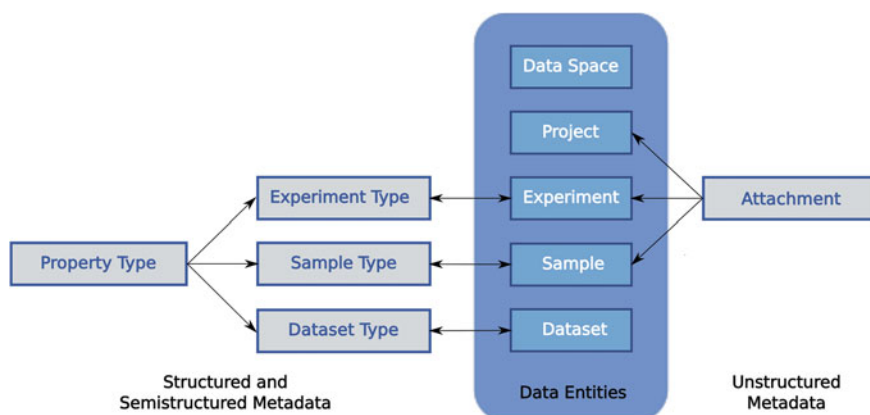 Data Space
Project
Experiment Type
Experiment
Attachment
Property Type
Sample Type
Sample
Dataset Type
Dataset
Structured and
Semistructured Metadata
Data Entities
Unstructured
Metadata